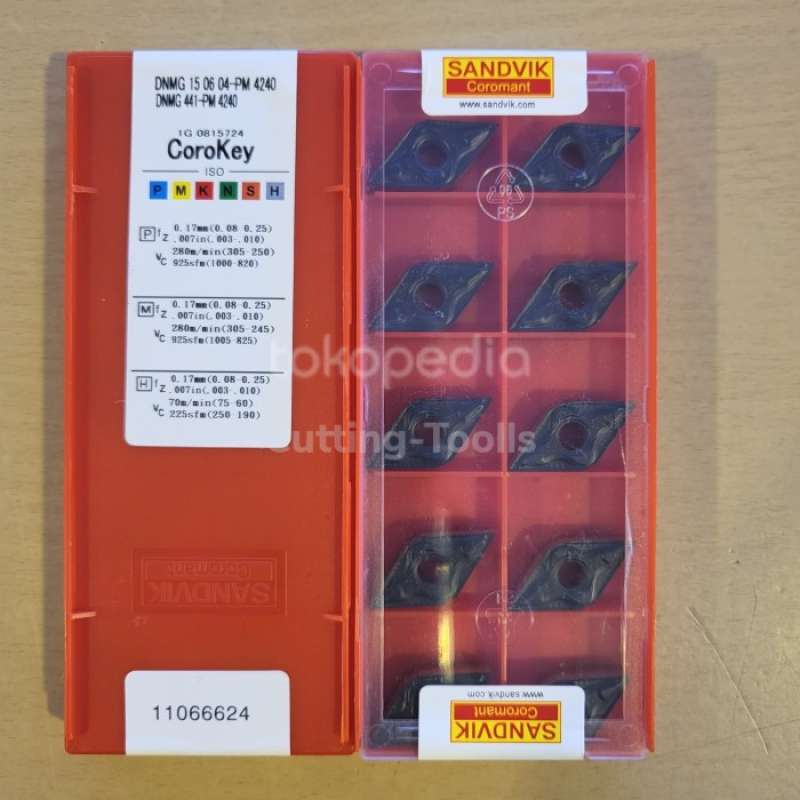 DNMG 15 06 04-PM 4240
DNMG 441-PM 4240
1G 0815724
CoroKey
ISO
P M K N S H
P fz 0.17mm(0.08-0.25)
.007in(.003-.010)
Vc 280m/min(305-250)
925sfm(1000-820)
M fz 0.17mm(0.08-0.25)
.007in(.003-.010)
Vc 280m/min(305-245)
925sfm(1005-825)
H fz 0.17mm(0.08-0.25)
.007in(.003-.010)
Vc 70m/min(75-60)
225sfm(250-190)
SANDVIK
Coromant
11066624
SANDVIK
Coromant
www.sandvik.com
PS
tokopedia
Cutting-Toolls
www.sandvik.com
SANDVIK
Coromant